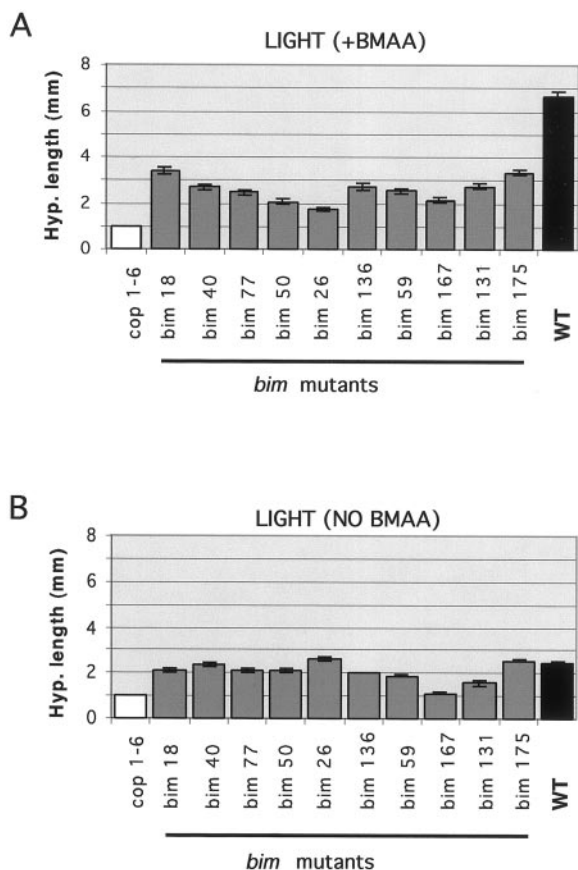 A
LIGHT (+BMAA)
Hyp. length (mm)
8
6
4
2
0
cop 1-6
bim 18
bim 40
bim 77
bim 50
bim 26
bim 136
bim 59
bim 167
bim 131
bim 175
WT
bim mutants
B
LIGHT (NO BMAA)
Hyp. length (mm)
8
6
4
2
0
cop 1-6
bim 18
bim 40
bim 77
bim 50
bim 26
bim 136
bim 59
bim 167
bim 131
bim 175
WT
bim mutants